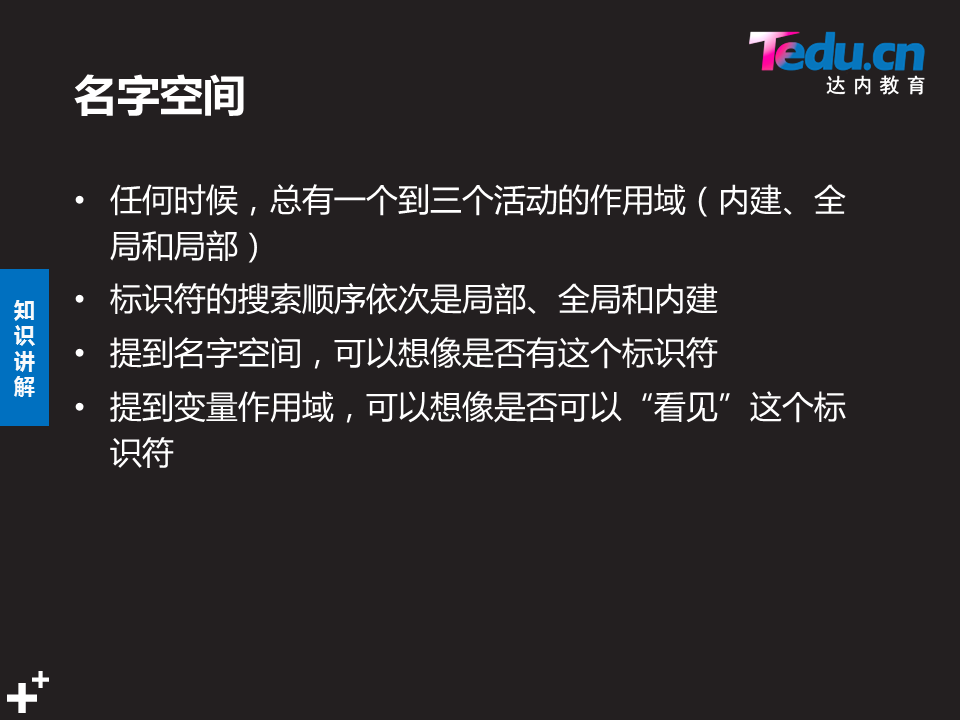 Tedu.cn
达内教育
名字空间
• 任何时候，总有一个到三个活动的作用域（内建、全
局和局部）
• 标识符的搜索顺序依次是局部、全局和内建
• 提到名字空间，可以想像是否有这个标识符
• 提到变量作用域，可以想像是否可以“看见”这个标
识符
知
识
讲
解